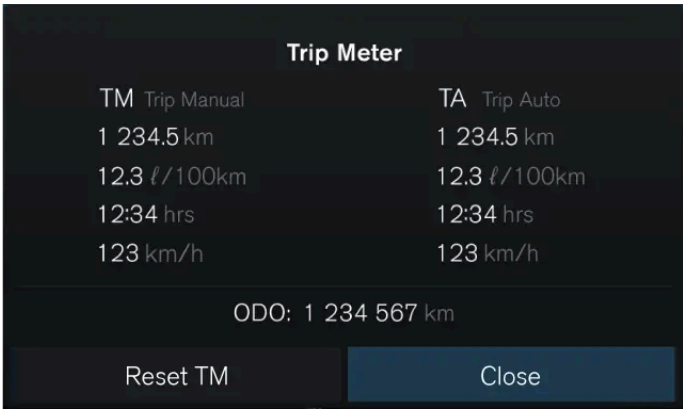 Trip Meter
TM Trip Manual
TA Trip Auto
1 234.5 km
1 234.5 km
12.3 ℓ/100km
12.3 ℓ/100km
12:34 hrs
12:34 hrs
123 km/h
123 km/h
ODO: 1 234 567 km
Reset TM
Close